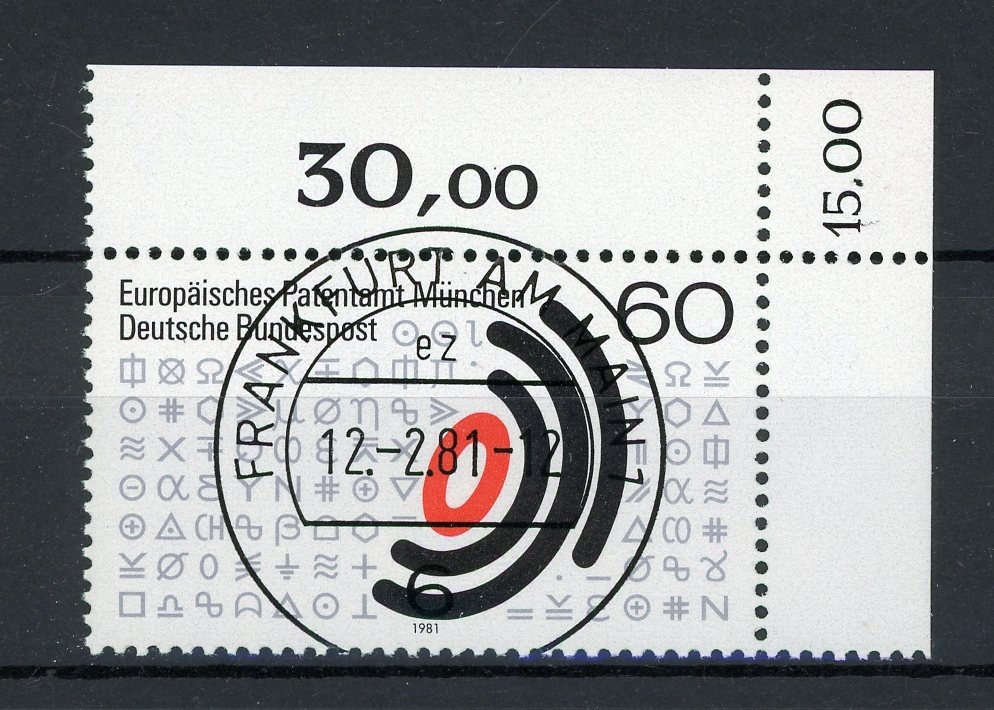 30,00
15.00
Europäisches Patentamt München
Deutsche Bundespost
60
FRANKFURT AM MAIN 1
ez
12.-2.81-12
6
1981